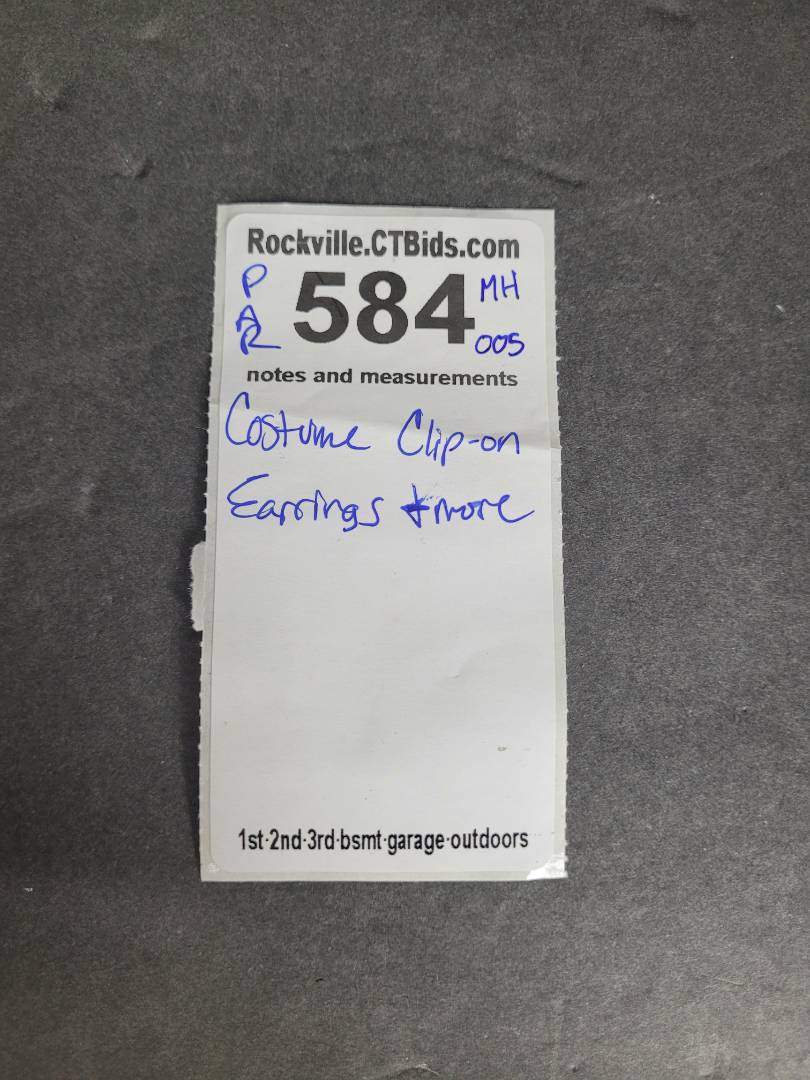 Rockville.CTBids.com
PAR 584 MH
005
notes and measurements
Costume Clip-on
Earrings + more
1st·2nd·3rd·bsmt·garage·outdoors